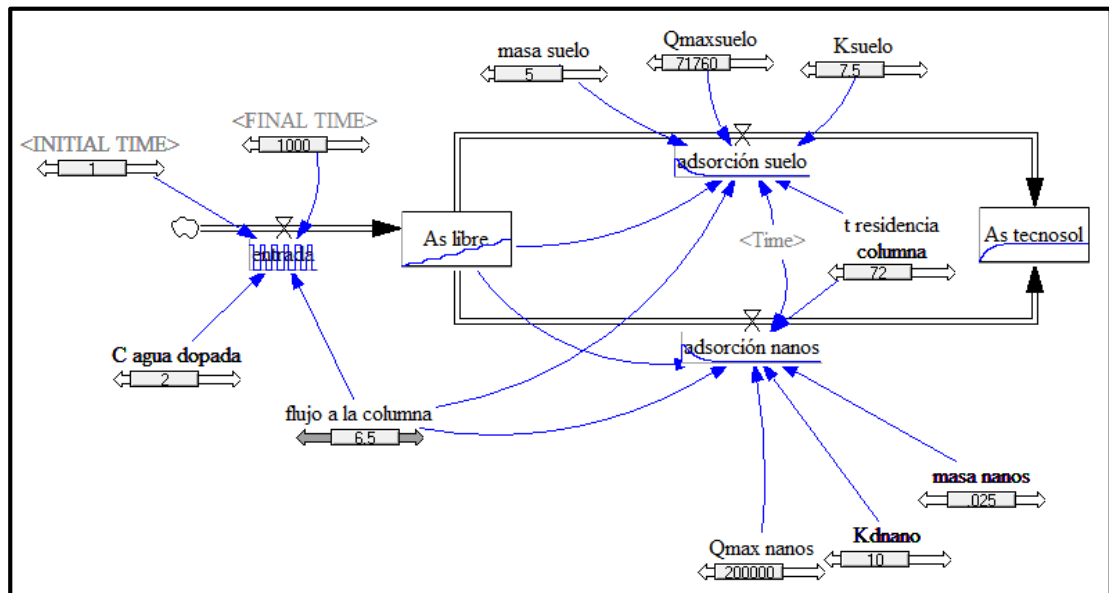 masa suelo
5
Qmaxsuelo
71760
Ksuelo
7.5
<INITIAL TIME>
1
<FINAL TIME>
1000
adsorción suelo
entrada
As libre
<Time>
t residencia
columna
72
As tecnosol
C agua dopada
2
adsorción nanos
flujo a la columna
6.5
masa nanos
.025
Qmax nanos
200000
Kdnano
10